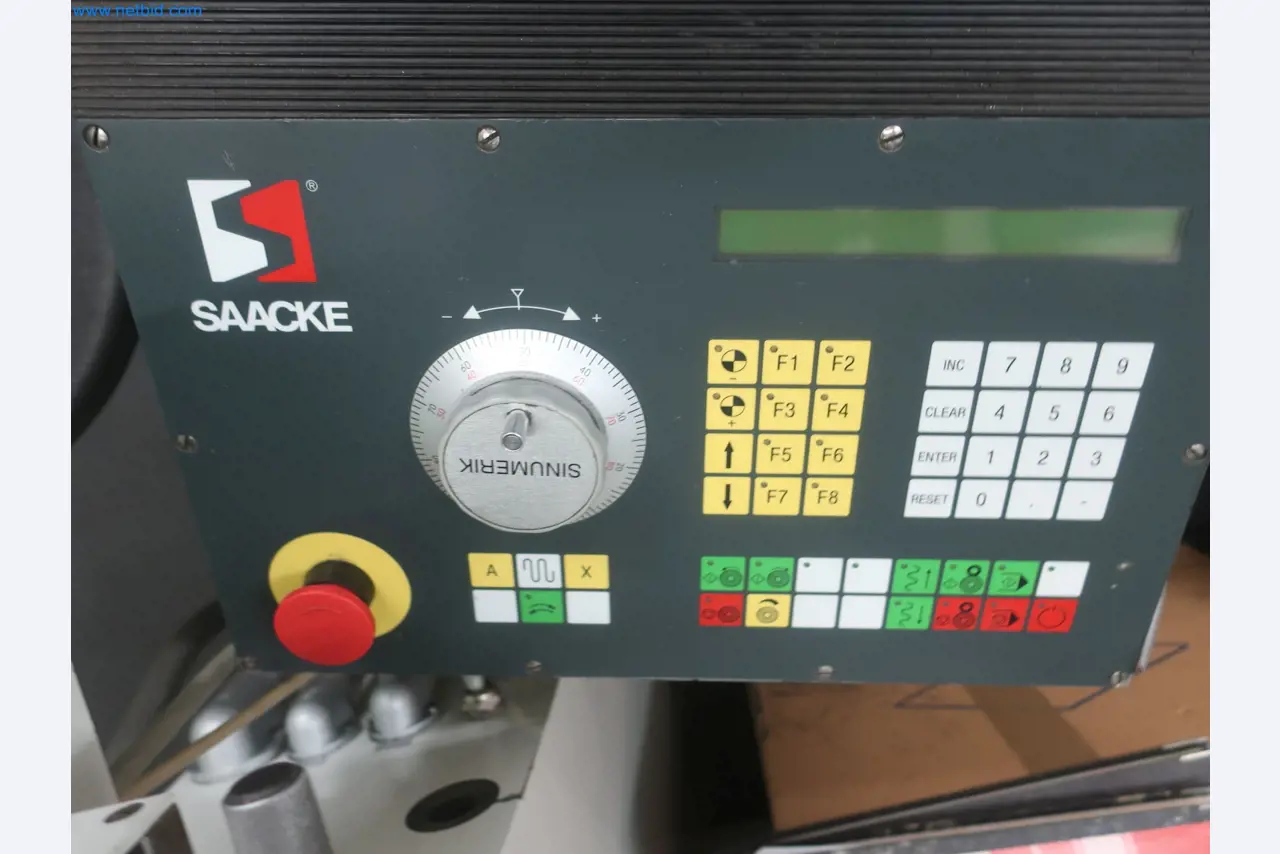 www.netbid.com
®
SAACKE
- +
SINUMERIK
F1 F2
F3 F4
F5 F6
F7 F8
INC 7 8 9
CLEAR 4 5 6
ENTER 1 2 3
RESET 0 . -
A X